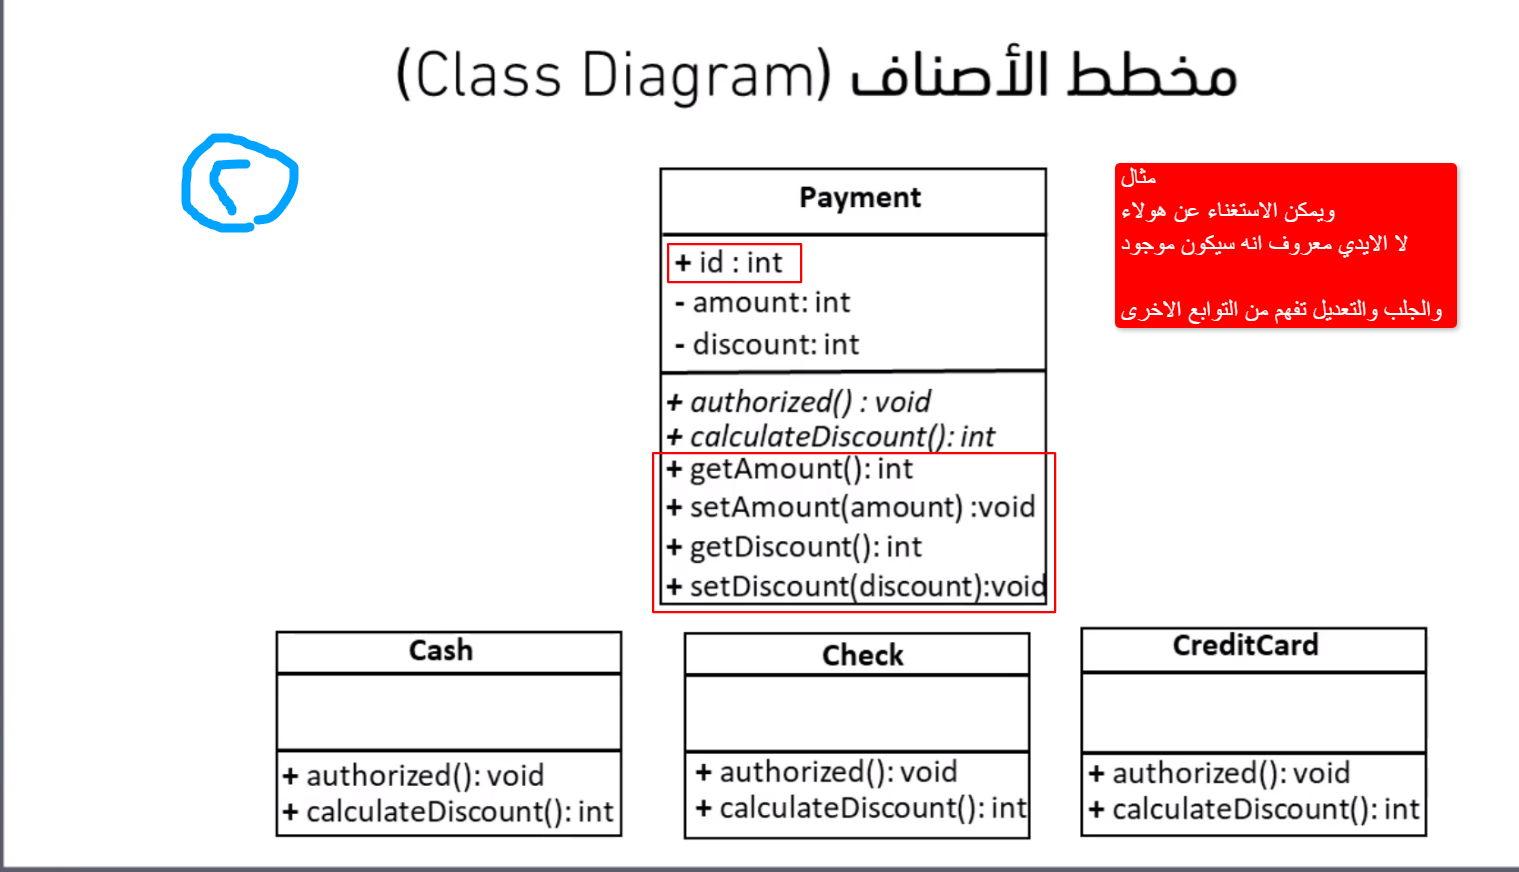 مخطط الأصناف (Class Diagram)
٢
مثال
ويمكن الاستغناء عن هولاء
لا الايدي معروف انه سيكون موجود
والجلب والتعديل تفهم من التوابع الاخرى
Payment
+ id : int
- amount: int
- discount: int
+ authorized() : void
+ calculateDiscount(): int
+ getAmount(): int
+ setAmount(amount) :void
+ getDiscount(): int
+ setDiscount(discount):void
Cash
+ authorized(): void
+ calculateDiscount(): int
Check
+ authorized(): void
+ calculateDiscount(): int
CreditCard
+ authorized(): void
+ calculateDiscount(): int